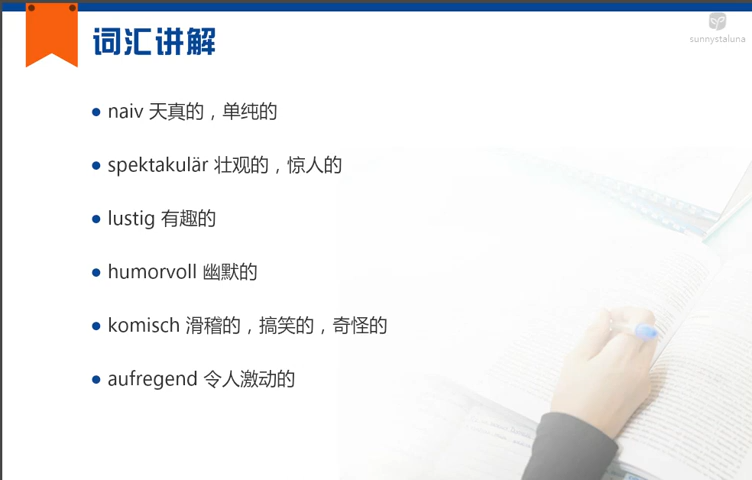 词汇讲解
sunnystaluna
naiv 天真的，单纯的
spektakulär 壮观的，惊人的
lustig 有趣的
humorvoll 幽默的
komisch 滑稽的，搞笑的，奇怪的
aufregend 令人激动的